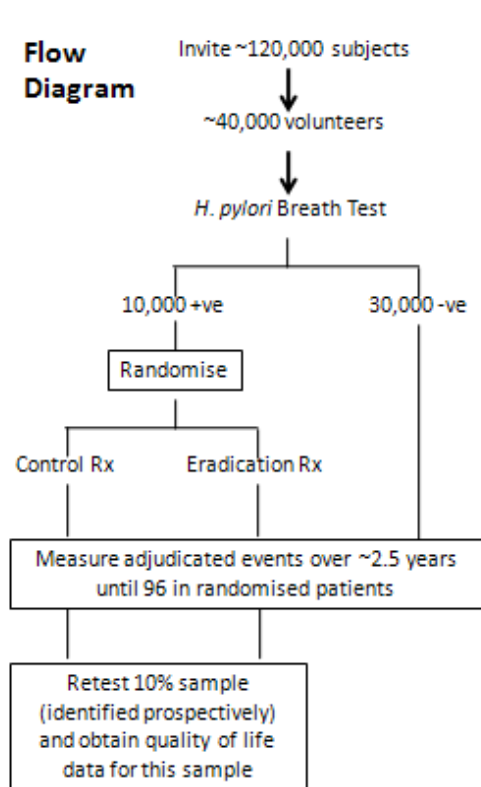 Flow
Diagram
Invite ~120,000 subjects
~40,000 volunteers
H. pylori Breath Test
10,000 +ve
30,000 -ve
Randomise
Control Rx
Eradication Rx
Measure adjudicated events over ~2.5 years
until 96 in randomised patients
Retest 10% sample
(identified prospectively)
and obtain quality of life
data for this sample